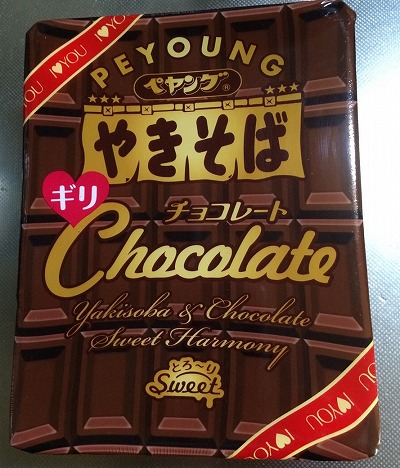 I♥YOU I♥YOU
PEYOUNG
ペヤング®
やきそば
ギリ
チョコレート
Chocolate
Yakisoba & Chocolate
Sweet Harmony
とろ〜り
Sweet
I♥YOU I♥YOU